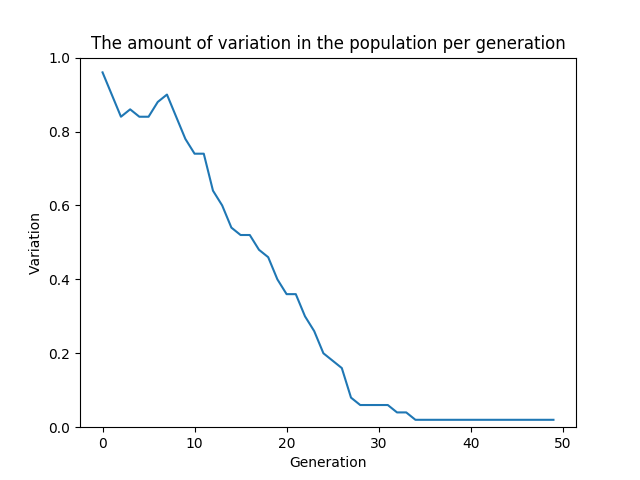 The amount of variation in the population per generation
1.0
0.8
0.6
0.4
0.2
0.0
Variation
0 10 20 30 40 50
Generation